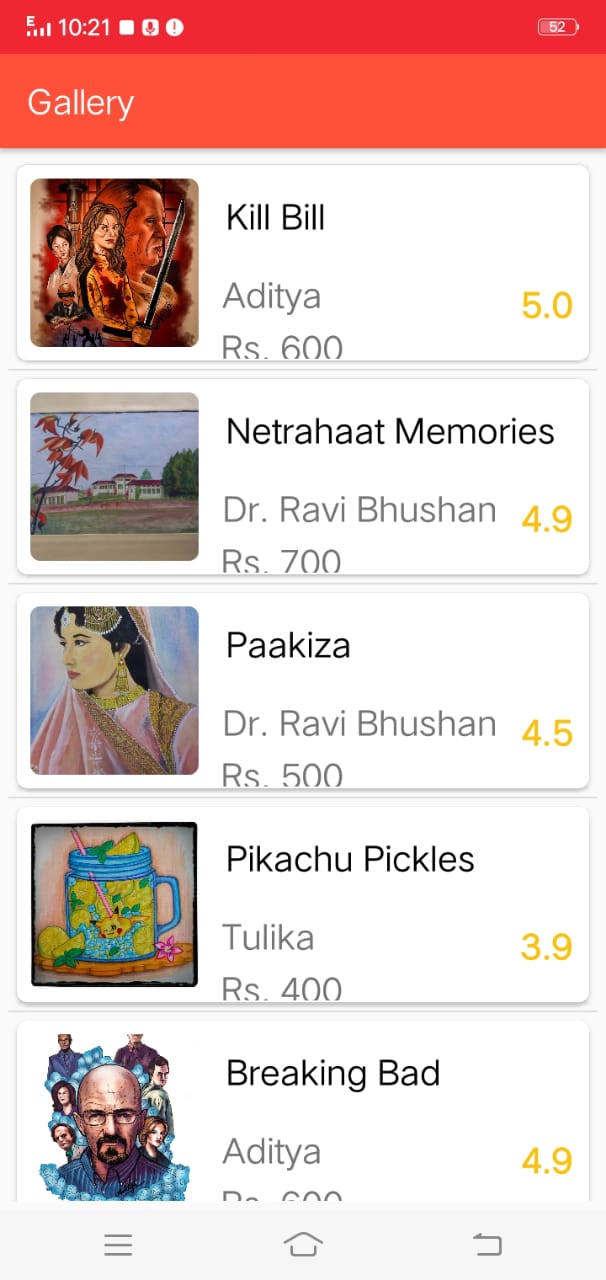 E 10:21 52
Gallery
Kill Bill
Aditya
5.0
Rs. 600
Netrahaat Memories
Dr. Ravi Bhushan
4.9
Rs. 700
Paakiza
Dr. Ravi Bhushan
4.5
Rs. 500
Pikachu Pickles
Tulika
3.9
Rs. 400
Breaking Bad
Aditya
4.9
Rs. 600